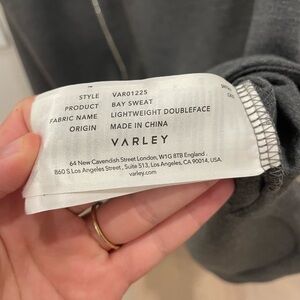 STYLE VAR01225
PRODUCT BAY SWEAT
FABRIC NAME LIGHTWEIGHT DOUBLEFACE
ORIGIN MADE IN CHINA
VARLEY
64 New Cavendish Street London, W1G 8TB England.
860 S Los Angeles Street, Suite 513, Los Angeles, CA 90014, USA.
varley.com